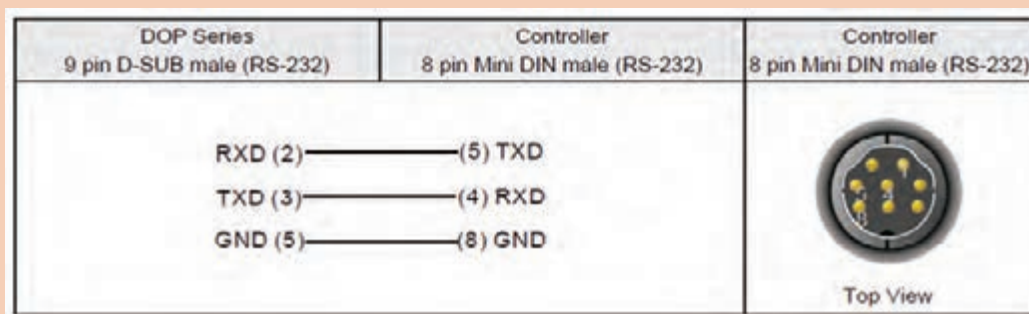 DOP Series
9 pin D-SUB male (RS-232)
Controller
8 pin Mini DIN male (RS-232)
Controller
8 pin Mini DIN male (RS-232)
RXD (2) (5) TXD
TXD (3) (4) RXD
GND (5) (8) GND
Top View